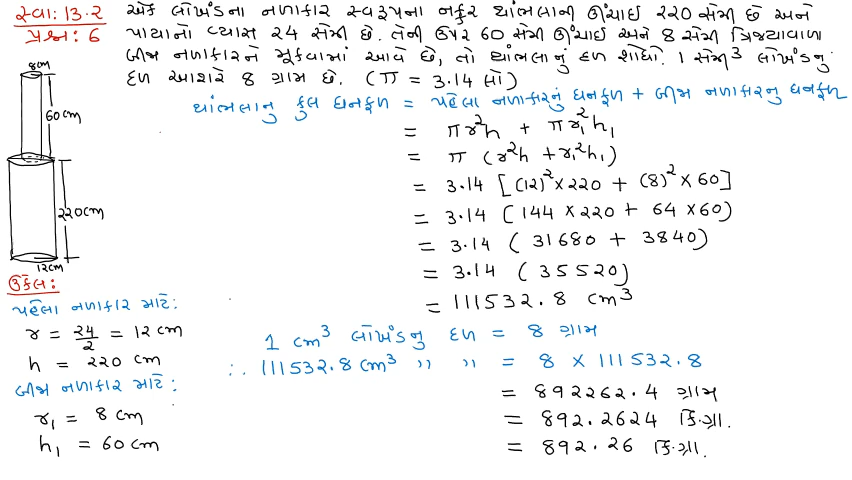 સ્વા: 13.2 એક લોખંડના નળાકાર સ્વરૂપના નક્કર થાંભલાની ઊંચાઈ 220 સેમી છે અને
પ્રશ્ન: 6 પાયાનો વ્યાસ 24 સેમી છે. તેની ઉપર 60 સેમી ઊંચાઈ અને 8 સેમી ત્રિજ્યાવાળા
બીજા નળાકારને મૂકવામાં આવે છે, તો થાંભલાનું દળ શોધો. 1 સેમી³ લોખંડનું
દળ આશરે 8 ગ્રામ છે. (π = 3.14 લો)
8cm
60cm
220cm
12cm
થાંભલાનુ કુલ ઘનફળ = પહેલા નળાકારનું ઘનફળ + બીજા નળાકારનુ ઘનફળ
= πr²h + πr₁²h₁
= π (r²h + r₁²h₁)
= 3.14 [(12)² × 220 + (8)² × 60]
= 3.14 (144 × 220 + 64 × 60)
= 3.14 (31680 + 3840)
= 3.14 (35520)
= 111532.8 cm³
ઉકેલ:
પહેલા નળાકાર માટે:
r = 24/2 = 12 cm
h = 220 cm
બીજા નળાકાર માટે:
r₁ = 8 cm
h₁ = 60 cm
1 cm³ લોખંડનુ દળ = 8 ગ્રામ
∴ 111532.8 cm³ " " = 8 × 111532.8
= 892262.4 ગ્રામ
= 892.2624 કિ.ગ્રા.
= 892.26 કિ.ગ્રા.